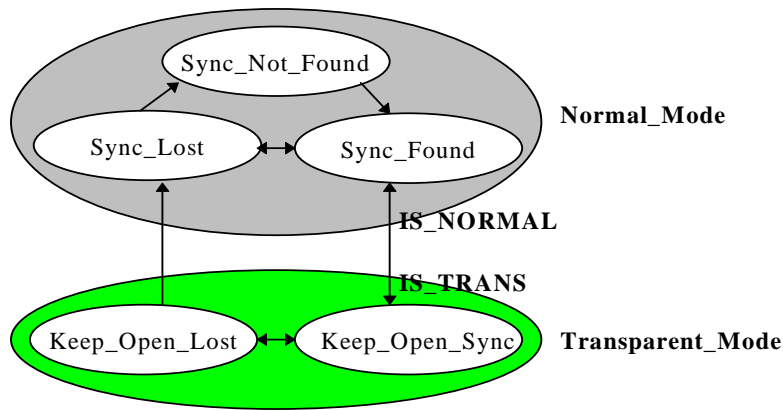 Sync_Not_Found
Normal_Mode
Sync_Lost
Sync_Found
IS_NORMAL
IS_TRANS
Keep_Open_Lost
Keep_Open_Sync
Transparent_Mode